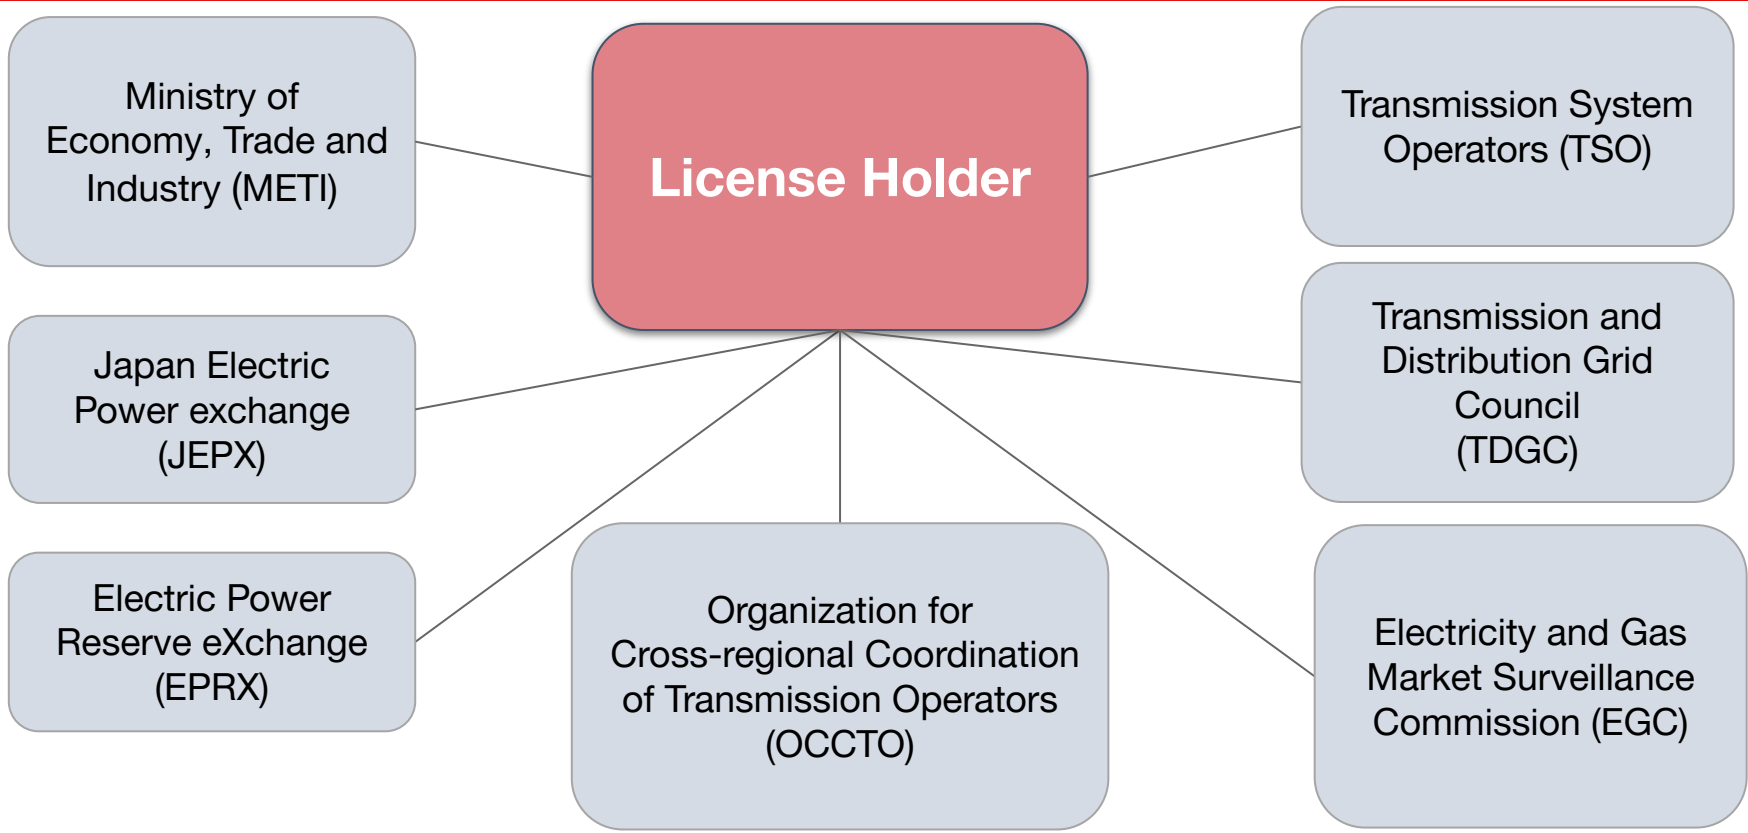 Ministry of
Economy, Trade and
Industry (METI)
License Holder
Transmission System
Operators (TSO)
Japan Electric
Power exchange
(JEPX)
Transmission and
Distribution Grid
Council
(TDGC)
Electric Power
Reserve eXchange
(EPRX)
Organization for
Cross-regional Coordination
of Transmission Operators
(OCCTO)
Electricity and Gas
Market Surveillance
Commission (EGC)